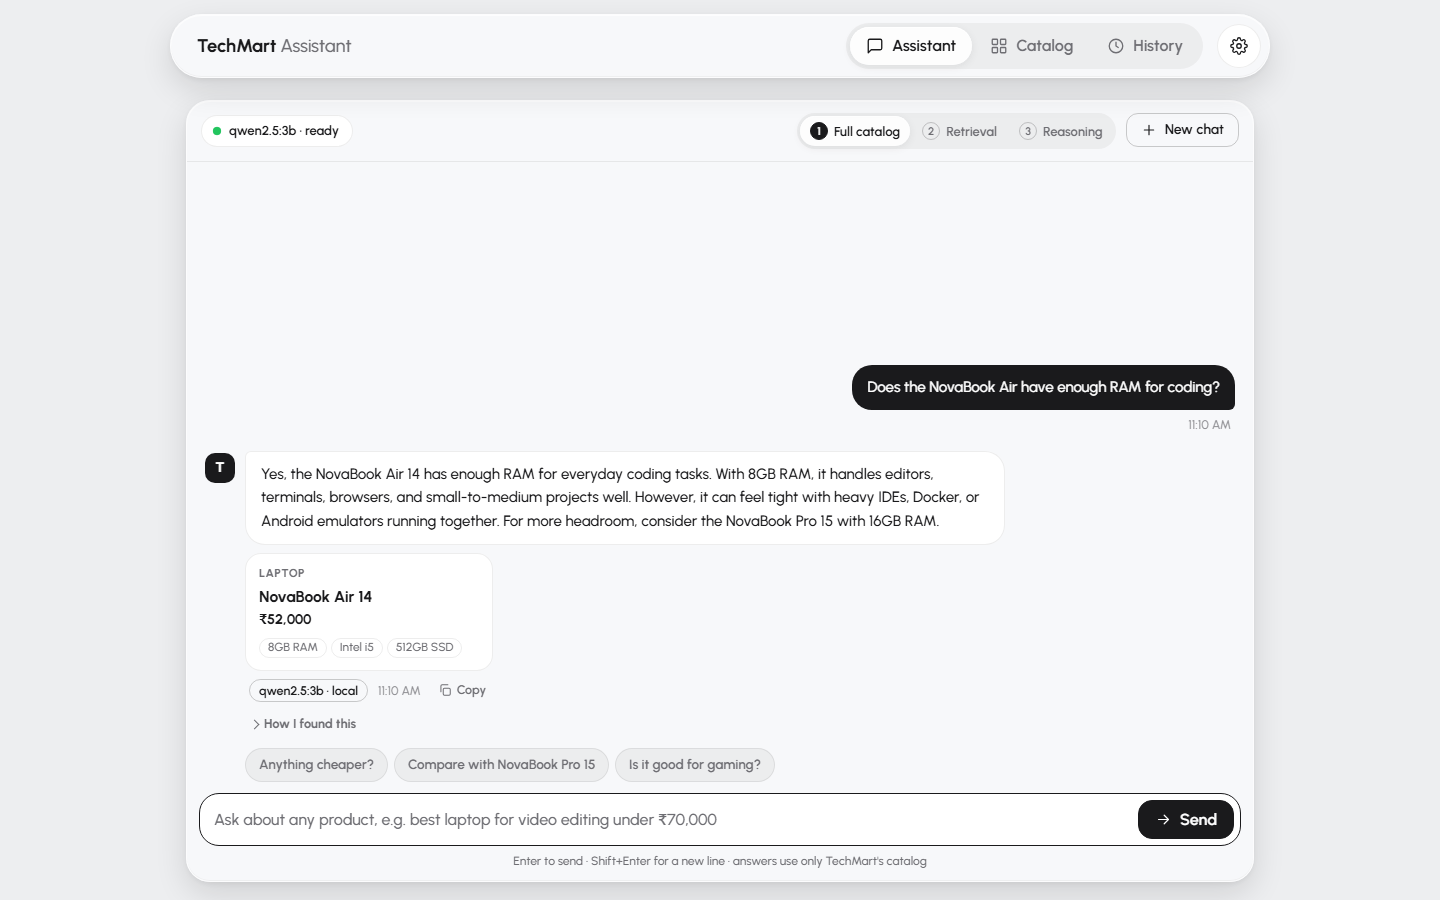 TechMart Assistant
Assistant
Catalog
History
qwen2.5:3b · ready
1 Full catalog
2 Retrieval
3 Reasoning
New chat
Does the NovaBook Air have enough RAM for coding?
11:10 AM
T
Yes, the NovaBook Air 14 has enough RAM for everyday coding tasks. With 8GB RAM, it handles editors,
terminals, browsers, and small-to-medium projects well. However, it can feel tight with heavy IDEs, Docker, or
Android emulators running together. For more headroom, consider the NovaBook Pro 15 with 16GB RAM.
LAPTOP
NovaBook Air 14
₹52,000
8GB RAM
Intel i5
512GB SSD
qwen2.5:3b · local
11:10 AM
Copy
How I found this
Anything cheaper?
Compare with NovaBook Pro 15
Is it good for gaming?
Ask about any product, e.g. best laptop for video editing under ₹70,000
Send
Enter to send · Shift+Enter for a new line · answers use only TechMart's catalog